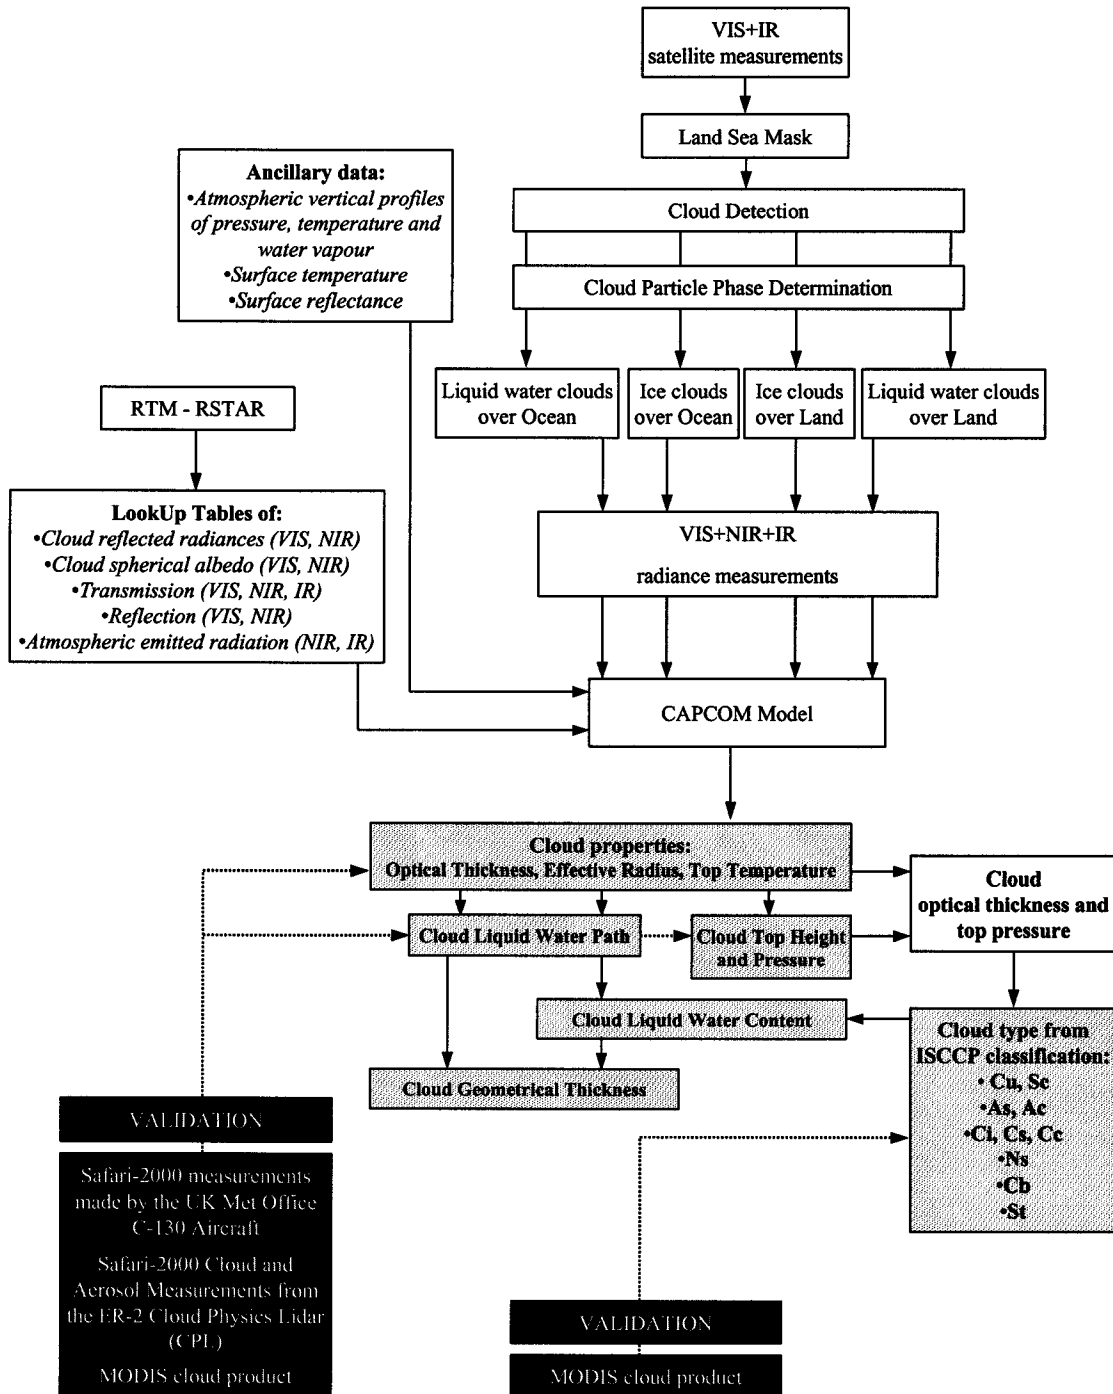 VIS+IR
satellite measurements
Land Sea Mask
Ancillary data:
•Atmospheric vertical profiles
of pressure, temperature and
water vapour
•Surface temperature
•Surface reflectance
Cloud Detection
Cloud Particle Phase Determination
Liquid water clouds
over Ocean
Ice clouds
over Ocean
Ice clouds
over Land
Liquid water clouds
over Land
RTM - RSTAR
LookUp Tables of:
•Cloud reflected radiances (VIS, NIR)
•Cloud spherical albedo (VIS, NIR)
•Transmission (VIS, NIR, IR)
•Reflection (VIS, NIR)
•Atmospheric emitted radiation (NIR, IR)
VIS+NIR+IR
radiance measurements
CAPCOM Model
Cloud properties:
Optical Thickness, Effective Radius, Top Temperature
Cloud
optical thickness and
top pressure
Cloud Liquid Water Path
Cloud Top Height
and Pressure
Cloud Liquid Water Content
Cloud Geometrical Thickness
Cloud type from
ISCCP classification:
• Cu, Sc
•As, Ac
•Ci, Cs, Cc
•Ns
•Cb
•St
VALIDATION
Safari-2000 measurements
made by the UK Met Office
C-130 Aircraft
Safari-2000 Cloud and
Aerosol Measurements from
the ER-2 Cloud Physics Lidar
(CPL)
MODIS cloud product
VALIDATION
MODIS cloud product